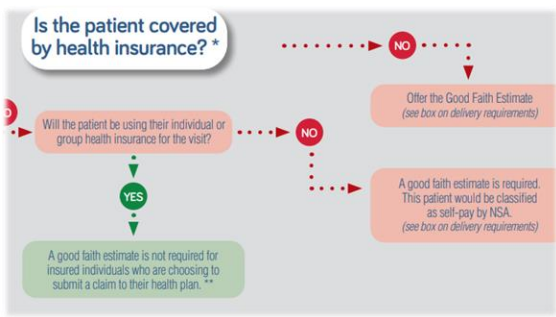 Is the patient covered
by health insurance? *
NO
Offer the Good Faith Estimate
(see box on delivery requirements)
Will the patient be using their individual or
group health insurance for the visit?
NO
A good faith estimate is required.
This patient would be classified
as self-pay by NSA.
(see box on delivery requirements)
YES
A good faith estimate is not required for
insured individuals who are choosing to
submit a claim to their health plan. **